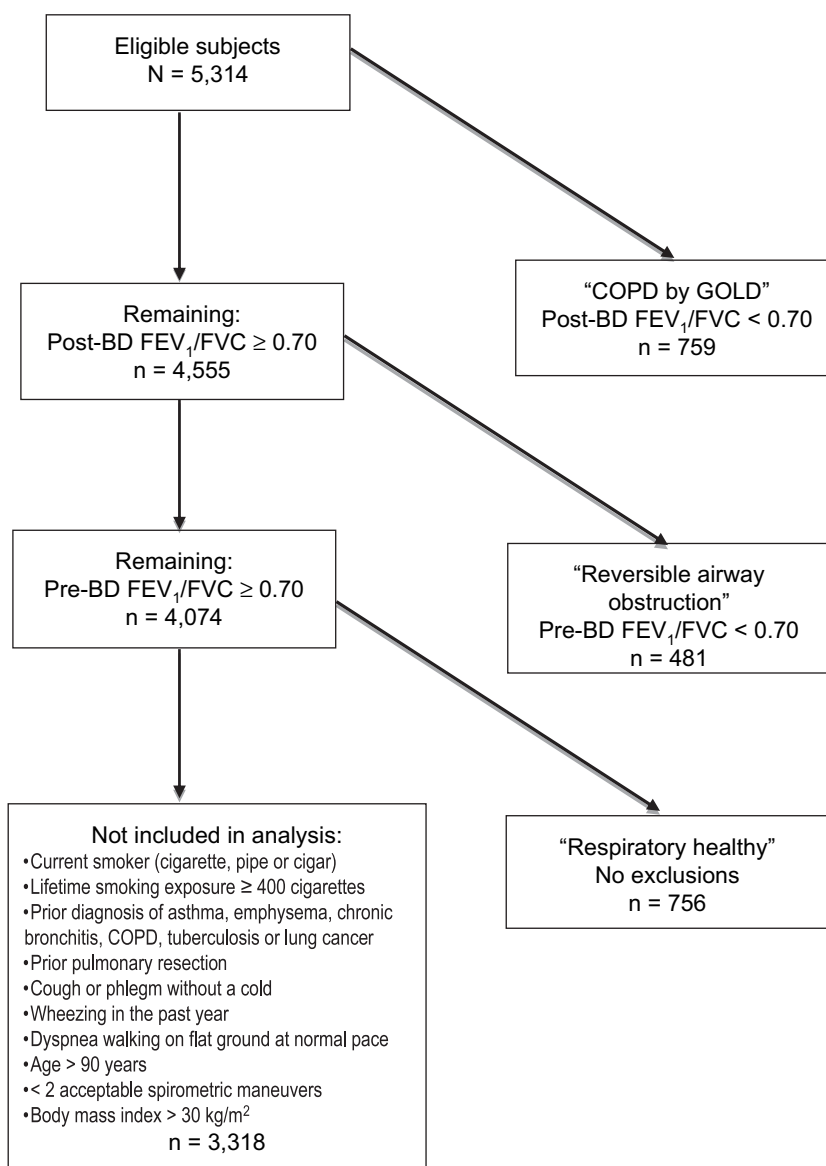 Eligible subjects
N = 5,314
“COPD by GOLD”
Post-BD FEV₁/FVC < 0.70
n = 759
Remaining:
Post-BD FEV₁/FVC ≥ 0.70
n = 4,555
“Reversible airway
obstruction”
Pre-BD FEV₁/FVC < 0.70
n = 481
Remaining:
Pre-BD FEV₁/FVC ≥ 0.70
n = 4,074
“Respiratory healthy”
No exclusions
n = 756
Not included in analysis:
•Current smoker (cigarette, pipe or cigar)
•Lifetime smoking exposure ≥ 400 cigarettes
•Prior diagnosis of asthma, emphysema, chronic
bronchitis, COPD, tuberculosis or lung cancer
•Prior pulmonary resection
•Cough or phlegm without a cold
•Wheezing in the past year
•Dyspnea walking on flat ground at normal pace
•Age > 90 years
•< 2 acceptable spirometric maneuvers
•Body mass index > 30 kg/m²
n = 3,318